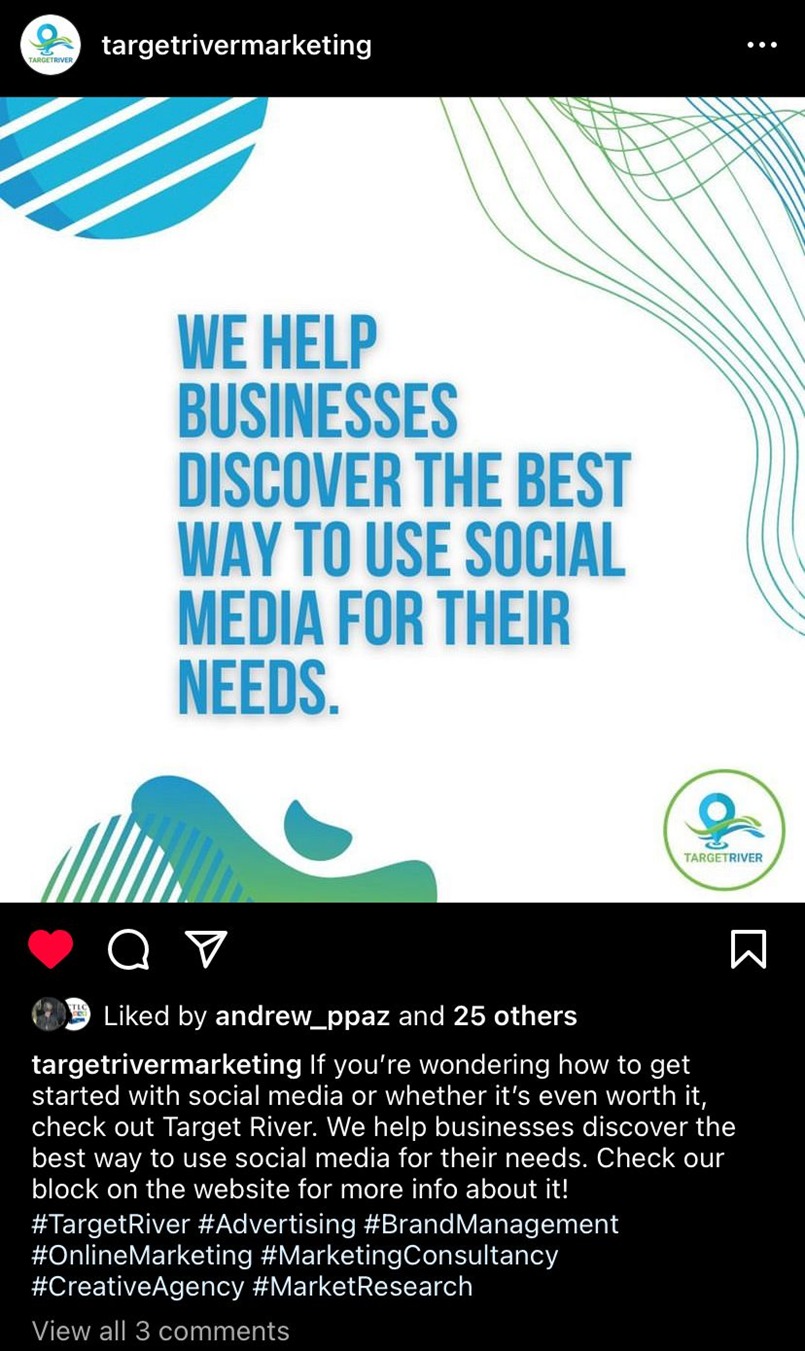 targetrivermarketing
TARGETRIVER
WE HELP
BUSINESSES
DISCOVER THE BEST
WAY TO USE SOCIAL
MEDIA FOR THEIR
NEEDS.
TARGETRIVER
Liked by andrew_ppaz and 25 others
targetrivermarketing If you’re wondering how to get
started with social media or whether it’s even worth it,
check out Target River. We help businesses discover the
best way to use social media for their needs. Check our
block on the website for more info about it!
#TargetRiver #Advertising #BrandManagement
#OnlineMarketing #MarketingConsultancy
#CreativeAgency #MarketResearch
View all 3 comments